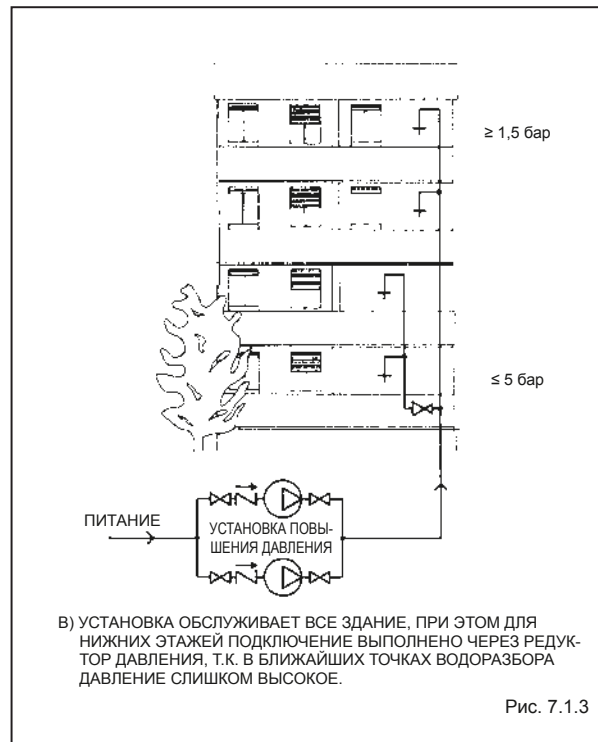 ≥ 1,5 бар
≤ 5 бар
ПИТАНИЕ
УСТАНОВКА ПОВЫ-
ШЕНИЯ ДАВЛЕНИЯ
В) УСТАНОВКА ОБСЛУЖИВАЕТ ВСЕ ЗДАНИЕ, ПРИ ЭТОМ ДЛЯ
НИЖНИХ ЭТАЖЕЙ ПОДКЛЮЧЕНИЕ ВЫПОЛНЕНО ЧЕРЕЗ РЕДУК-
ТОР ДАВЛЕНИЯ, Т.К. В БЛИЖАЙШИХ ТОЧКАХ ВОДОРАЗБОРА
ДАВЛЕНИЕ СЛИШКОМ ВЫСОКОЕ.
Рис. 7.1.3